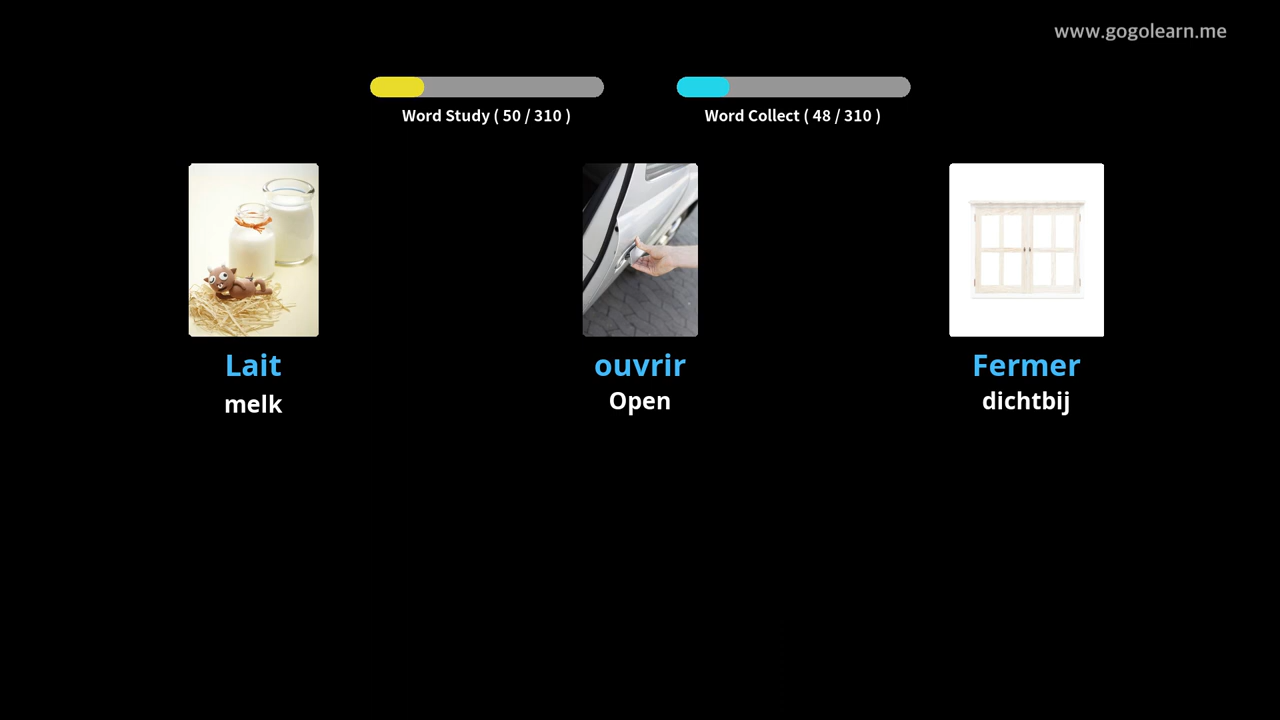 www.gogolearn.me
Word Study ( 50 / 310 )
Word Collect ( 48 / 310 )
Lait
melk
ouvrir
Open
Fermer
dichtbij